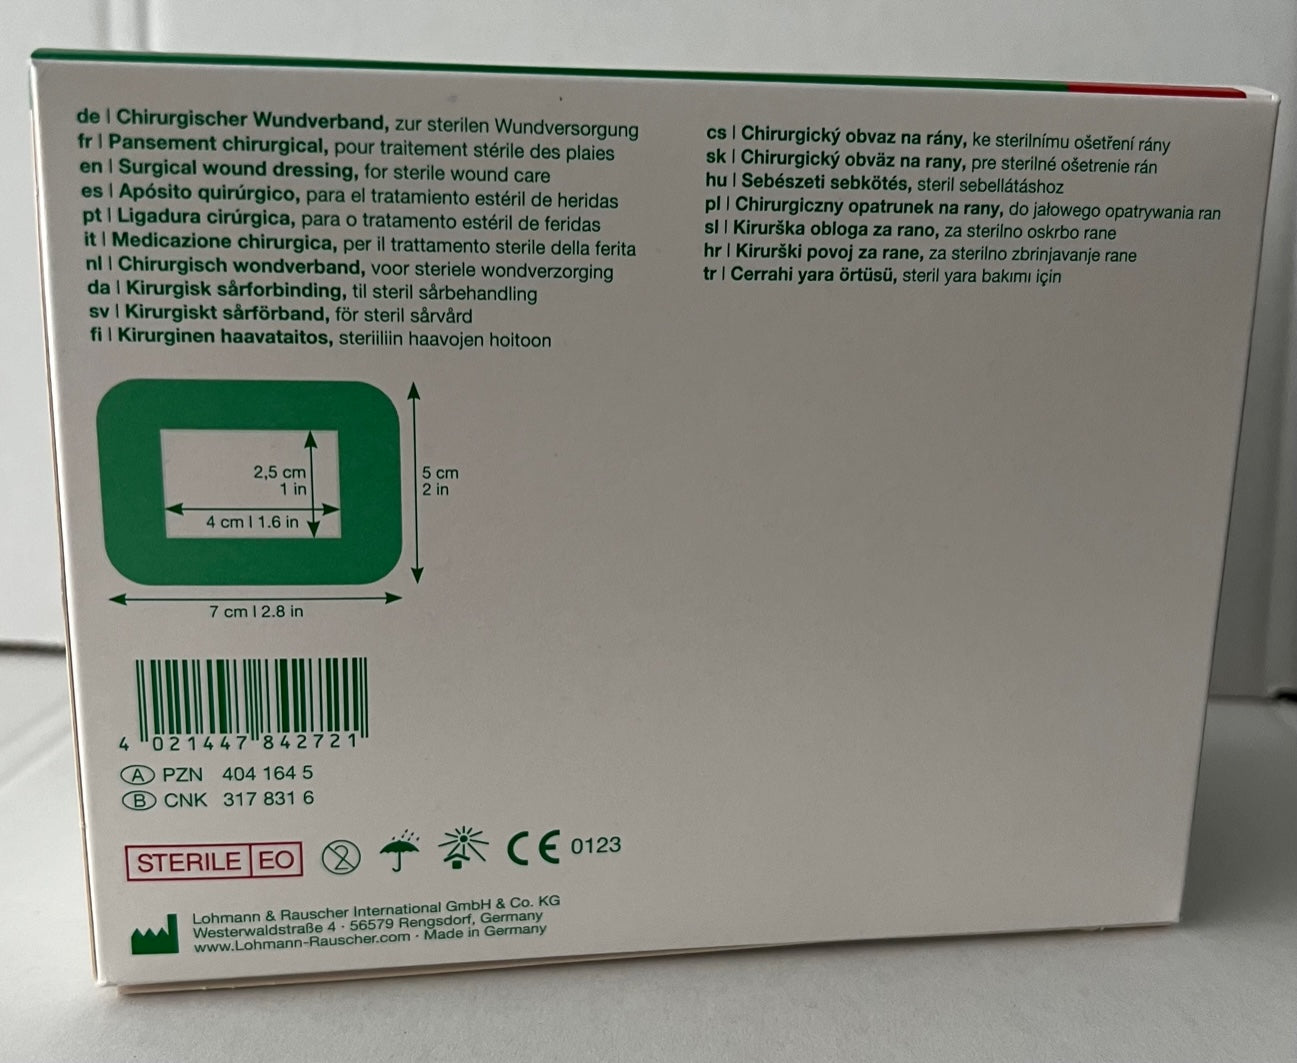 de | Chirurgischer Wundverband, zur sterilen Wundversorgung
fr | Pansement chirurgical, pour traitement stérile des plaies
en | Surgical wound dressing, for sterile wound care
es | Apósito quirúrgico, para el tratamiento estéril de heridas
pt | Ligadura cirúrgica, para o tratamento estéril de feridas
it | Medicazione chirurgica, per il trattamento sterile della ferita
nl | Chirurgisch wondverband, voor steriele wondverzorging
da | Kirurgisk sårforbinding, til steril sårbehandling
sv | Kirurgiskt sårförband, för steril sårvård
fi | Kirurginen haavataitos, steriiliin haavojen hoitoon
cs | Chirurgický obvaz na rány, ke sterilnímu ošetření rány
sk | Chirurgický obväz na rany, pre sterilné ošetrenie rán
hu | Sebészeti sebkötés, steril sebellátáshoz
pl | Chirurgiczny opatrunek na rany, do jałowego opatrywania ran
sl | Kirurška obloga za rano, za sterilno oskrbo rane
hr | Kirurški povoj za rane, za sterilno zbrinjavanje rane
tr | Cerrahi yara örtüsü, steril yara bakımı için
2,5 cm
1 in
4 cm | 1.6 in
5 cm
2 in
7 cm | 2.8 in
4 021447 842721
A PZN 404 164 5
B CNK 317 831 6
STERILE EO
2
CE 0123
Lohmann & Rauscher International GmbH & Co. KG
Westerwaldstraße 4 · 56579 Rengsdorf, Germany
www.Lohmann-Rauscher.com · Made in Germany